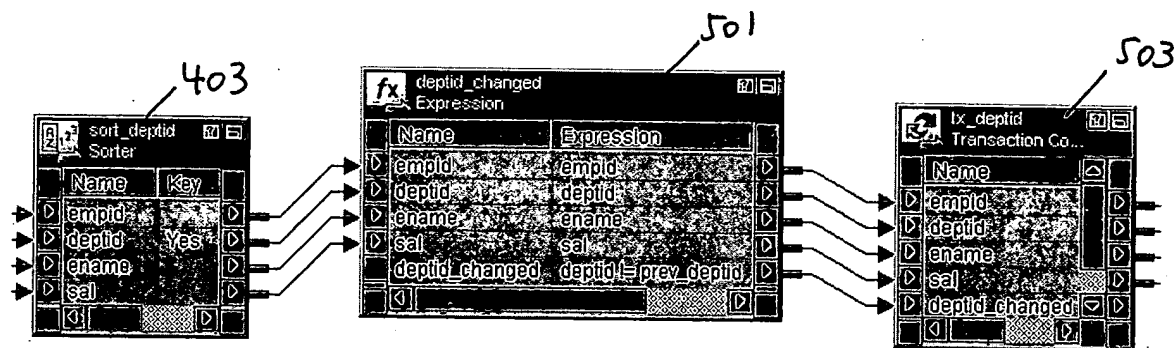 403
sort_deptid
Sorter
Name Key
empid
deptid Yes
ename
sal
501
fx deptid_changed
Expression
Name Expression
empid empid
deptid deptid
ename ename
sal sal
deptid_changed deptid != prev_deptid
503
tx_deptid
Transaction Co...
Name
empid
deptid
ename
sal
deptid_changed